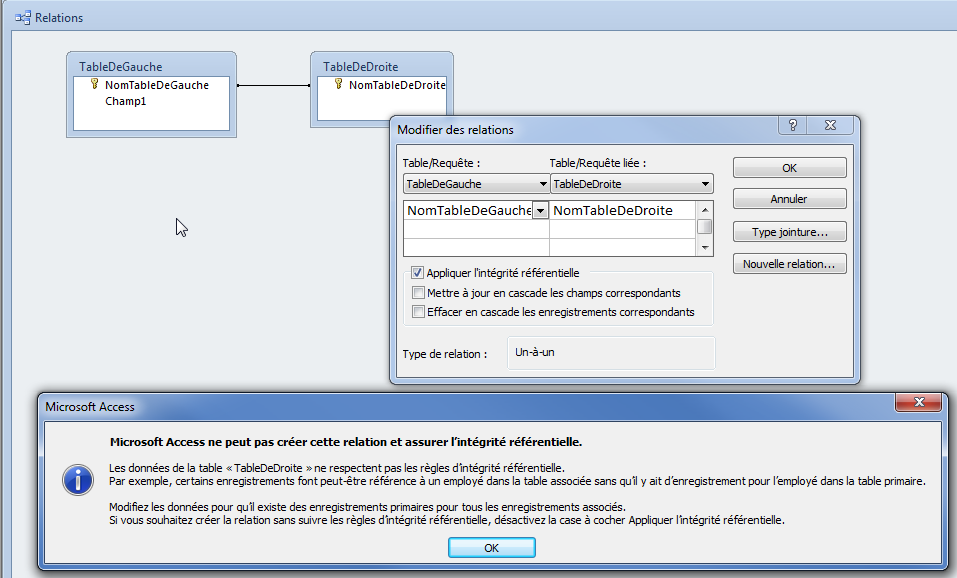 Relations
TableDeGauche
NomTableDeGauche
Champ1
TableDeDroite
NomTableDeDroite
Modifier des relations
?
Table/Requête :
Table/Requête liée :
TableDeGauche
TableDeDroite
NomTableDeGauche
NomTableDeDroite
OK
Annuler
Type jointure...
Nouvelle relation...
Appliquer l'intégrité référentielle
Mettre à jour en cascade les champs correspondants
Effacer en cascade les enregistrements correspondants
Type de relation :
Un-à-un
Microsoft Access
Microsoft Access ne peut pas créer cette relation et assurer l'intégrité référentielle.
Les données de la table « TableDeDroite » ne respectent pas les règles d'intégrité référentielle.
Par exemple, certains enregistrements font peut-être référence à un employé dans la table associée sans qu'il y ait d'enregistrement pour l'employé dans la table primaire.
Modifiez les données pour qu'il existe des enregistrements primaires pour tous les enregistrements associés.
Si vous souhaitez créer la relation sans suivre les règles d'intégrité référentielle, désactivez la case à cocher Appliquer l'intégrité référentielle.
OK